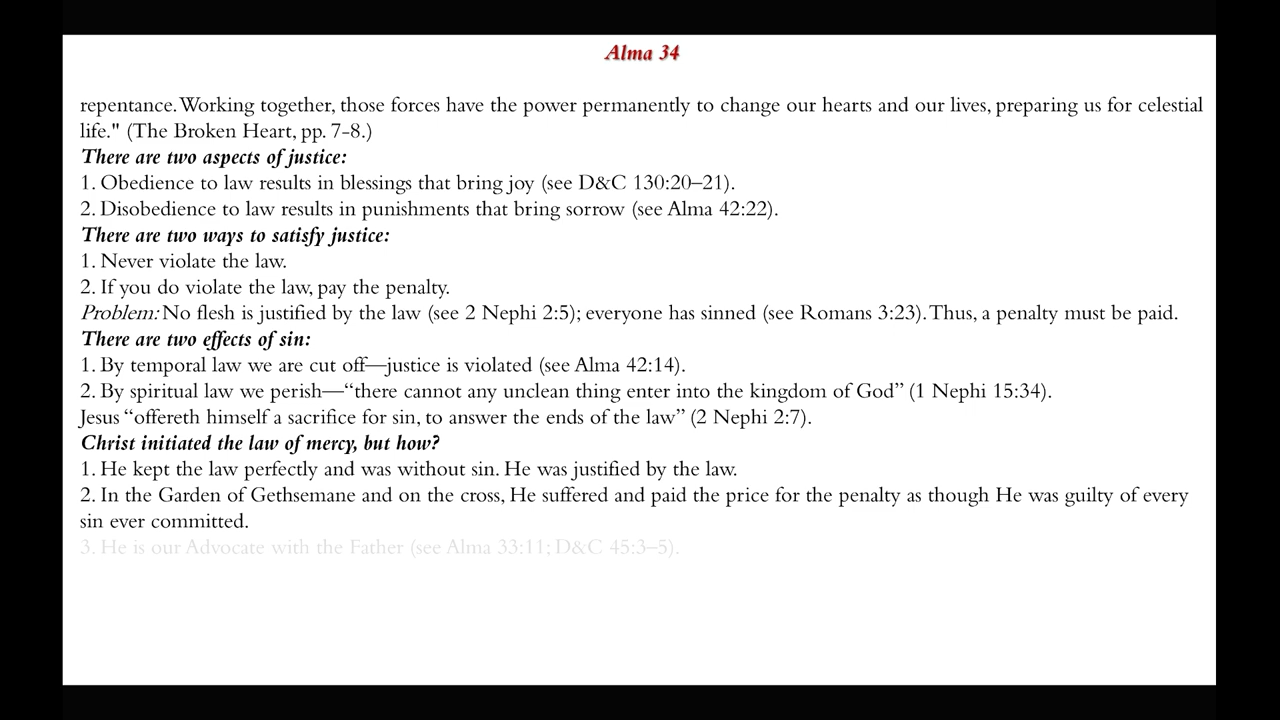 Alma 34
repentance. Working together, those forces have the power permanently to change our hearts and our lives, preparing us for celestial
life." (The Broken Heart, pp. 7-8.)
There are two aspects of justice:
1. Obedience to law results in blessings that bring joy (see D&C 130:20–21).
2. Disobedience to law results in punishments that bring sorrow (see Alma 42:22).
There are two ways to satisfy justice:
1. Never violate the law.
2. If you do violate the law, pay the penalty.
Problem: No flesh is justified by the law (see 2 Nephi 2:5); everyone has sinned (see Romans 3:23). Thus, a penalty must be paid.
There are two effects of sin:
1. By temporal law we are cut off—justice is violated (see Alma 42:14).
2. By spiritual law we perish—“there cannot any unclean thing enter into the kingdom of God” (1 Nephi 15:34).
Jesus “offereth himself a sacrifice for sin, to answer the ends of the law” (2 Nephi 2:7).
Christ initiated the law of mercy, but how?
1. He kept the law perfectly and was without sin. He was justified by the law.
2. In the Garden of Gethsemane and on the cross, He suffered and paid the price for the penalty as though He was guilty of every
sin ever committed.
3. He is our Advocate with the Father (see Alma 33:11; D&C 45:3–5).